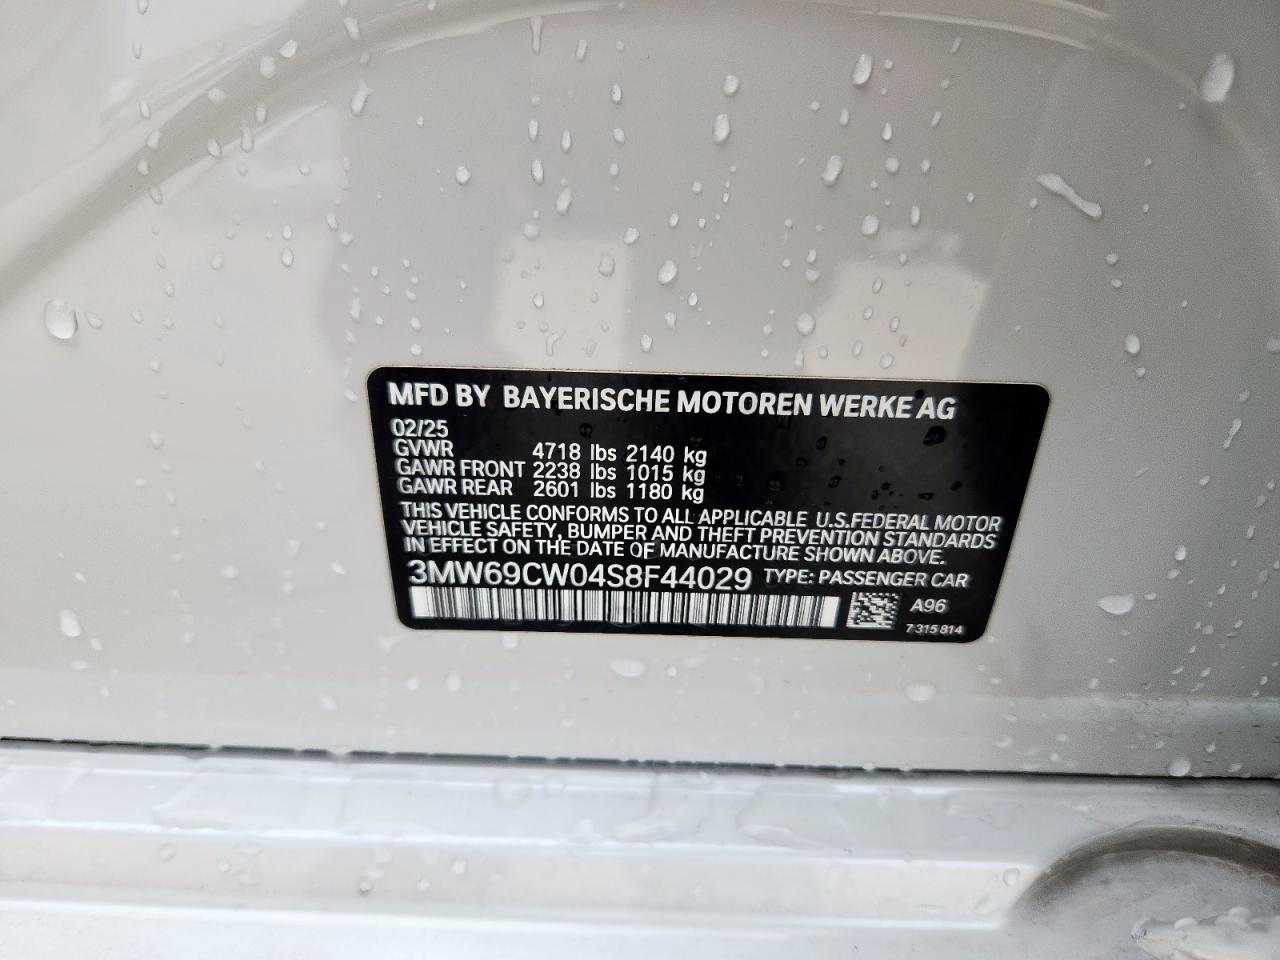 MFD BY BAYERISCHE MOTOREN WERKE AG
02/25
GVWR 4718 lbs 2140 kg
GAWR FRONT 2238 lbs 1015 kg
GAWR REAR 2601 lbs 1180 kg
THIS VEHICLE CONFORMS TO ALL APPLICABLE U.S.FEDERAL MOTOR
VEHICLE SAFETY, BUMPER AND THEFT PREVENTION STANDARDS
IN EFFECT ON THE DATE OF MANUFACTURE SHOWN ABOVE.
3MW69CW04S8F44029 TYPE: PASSENGER CAR
A96
7 315 814